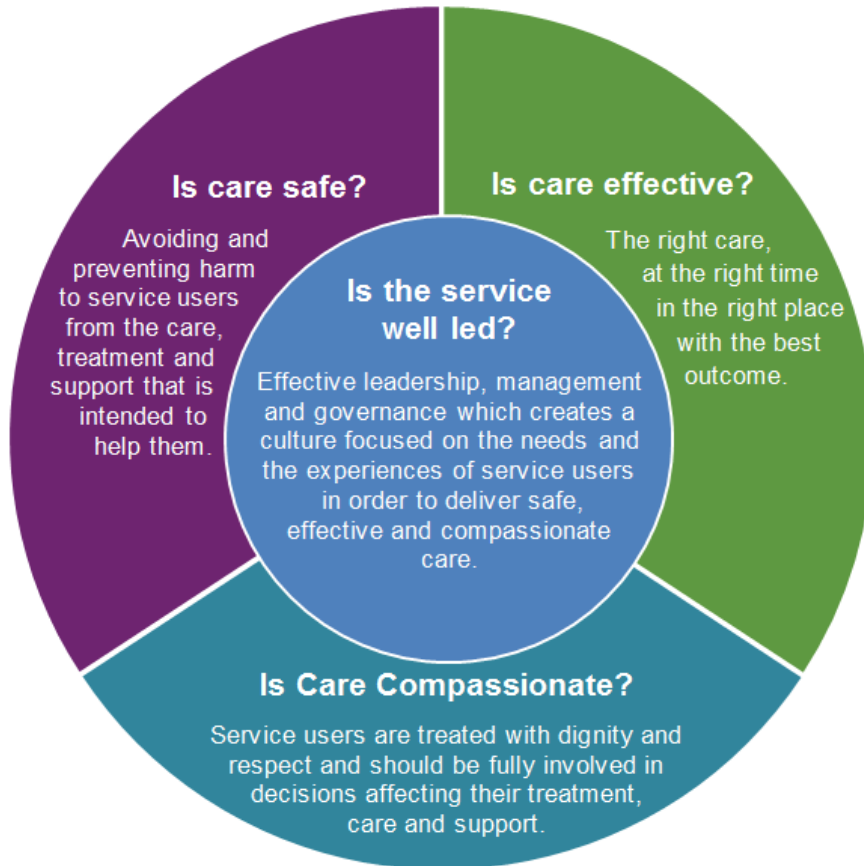 Is care safe?
Avoiding and
preventing harm
to service users
from the care,
treatment and
support that is
intended to
help them.
Is care effective?
The right care,
at the right time
in the right place
with the best
outcome.
Is the service
well led?
Effective leadership, management
and governance which creates a
culture focused on the needs and
the experiences of service users
in order to deliver safe,
effective and compassionate
care.
Is Care Compassionate?
Service users are treated with dignity and
respect and should be fully involved in
decisions affecting their treatment,
care and support.